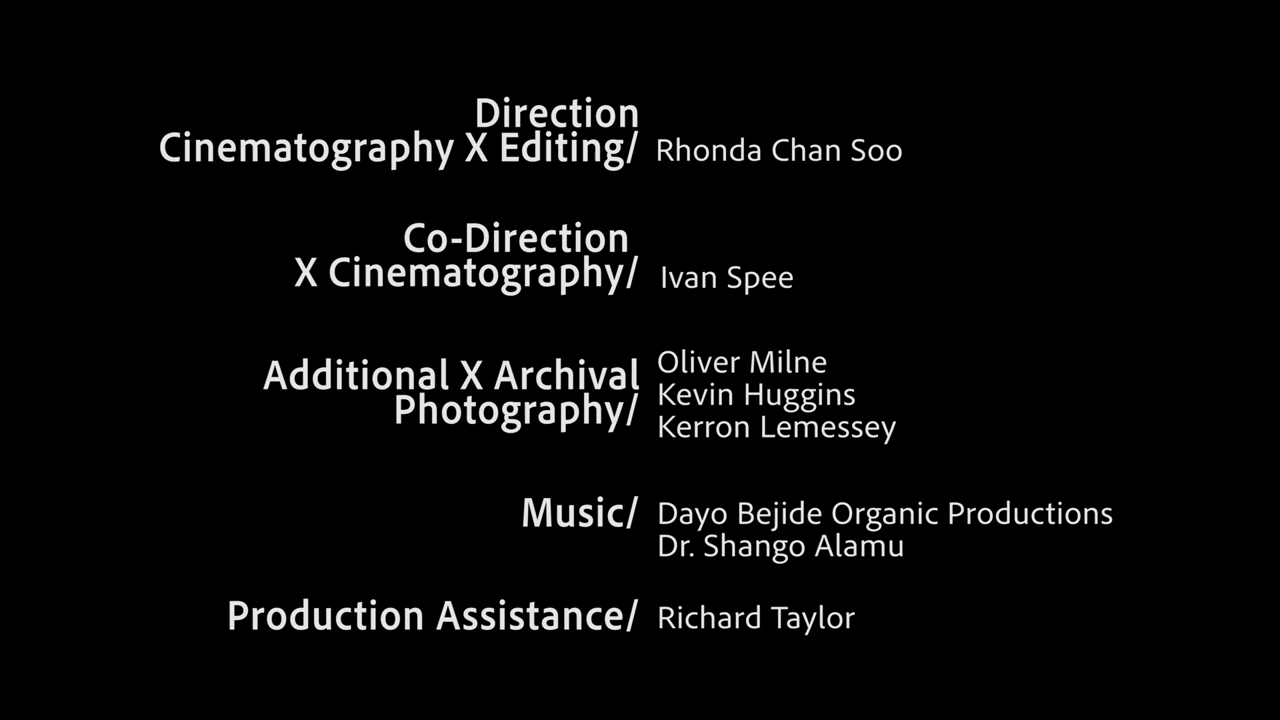 Direction
Cinematography X Editing/ Rhonda Chan Soo
Co-Direction
X Cinematography/ Ivan Spee
Additional X Archival
Photography/
Oliver Milne
Kevin Huggins
Kerron Lemessey
Music/ Dayo Bejide Organic Productions
Dr. Shango Alamu
Production Assistance/ Richard Taylor